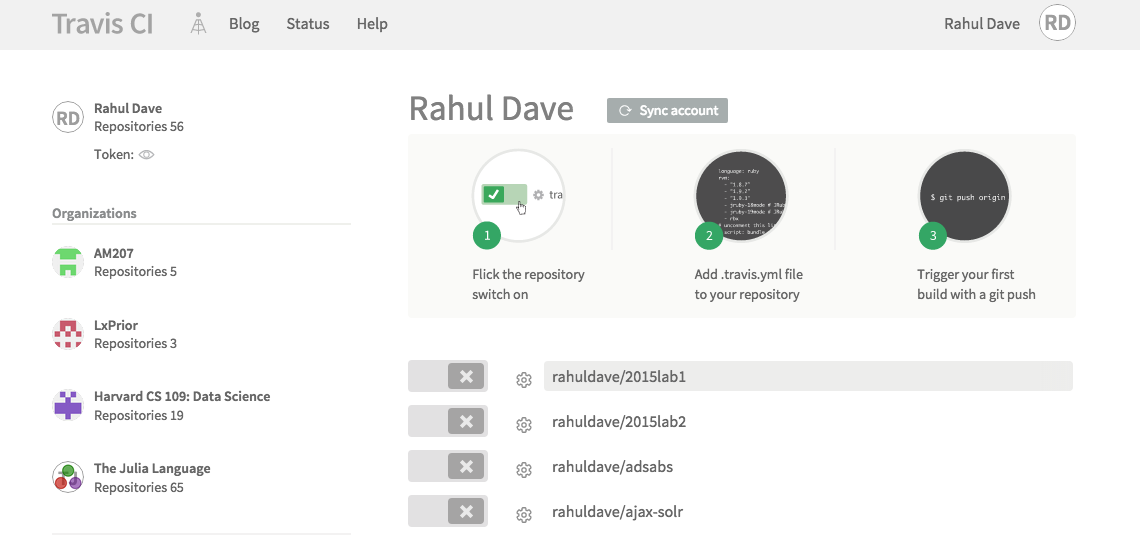 Travis CI
Blog
Status
Help
Rahul Dave
RD
RD
Rahul Dave
Repositories 56
Token:
Organizations
AM207
Repositories 5
LxPrior
Repositories 3
Harvard CS 109: Data Science
Repositories 19
The Julia Language
Repositories 65
Rahul Dave
Sync account
tra
1
Flick the repository
switch on
language: ruby
rvm:
- "1.8.7"
- "1.9.2"
- "1.9.3"
- jruby-18mode # JRub
- jruby-19mode # JRu
- rbx
# uncomment this li
script: bundle
2
Add .travis.yml file
to your repository
$ git push origin
3
Trigger your first
build with a git push
rahuldave/2015lab1
rahuldave/2015lab2
rahuldave/adsabs
rahuldave/ajax-solr